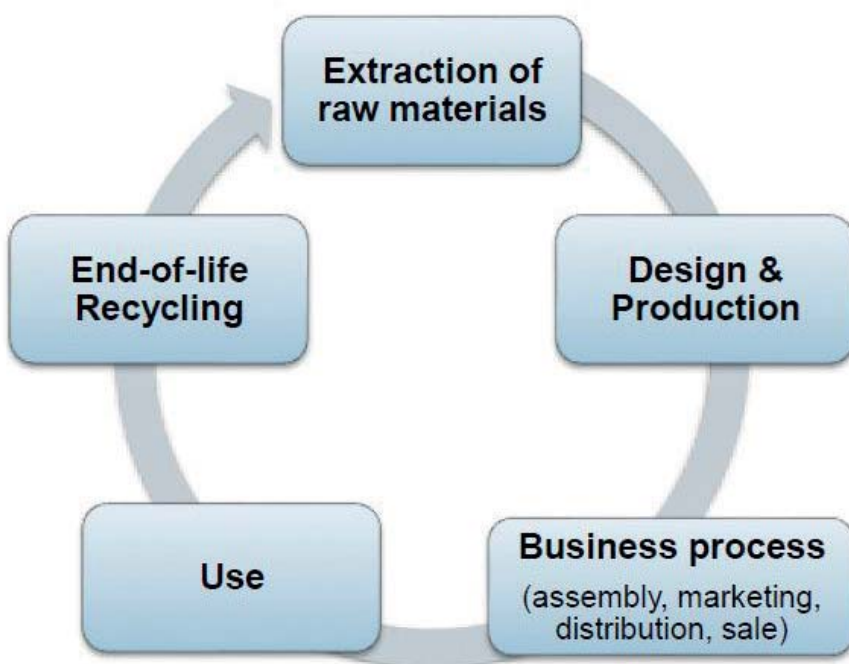 Extraction of
raw materials
Design &
Production
Business process
(assembly, marketing,
distribution, sale)
Use
End-of-life
Recycling